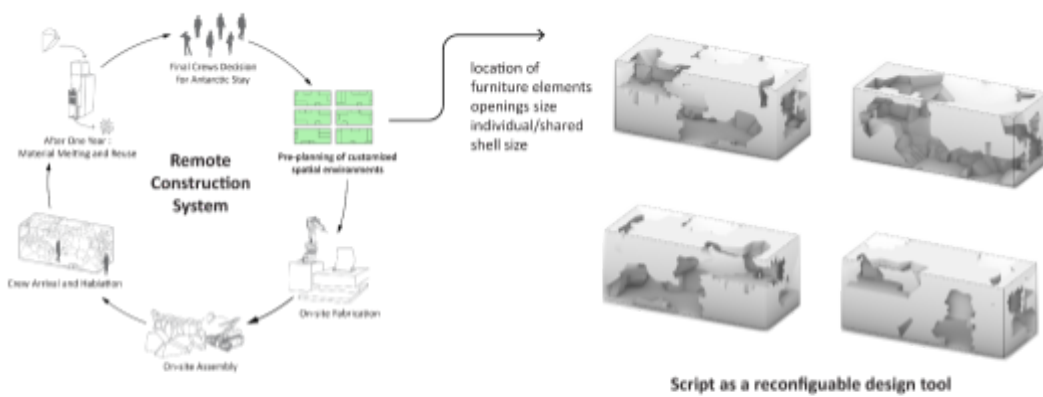 Final Crews Decision
for Antarctic Stay
Pre-planning of customized
spatial environments
On-site Fabrication
On-site Assembly
Crew Arrival and Habiation
After One Year :
Material Melting and Reuse
Remote
Construction
System
location of
furniture elements
openings size
individual/shared
shell size
Script as a reconfiguable design tool